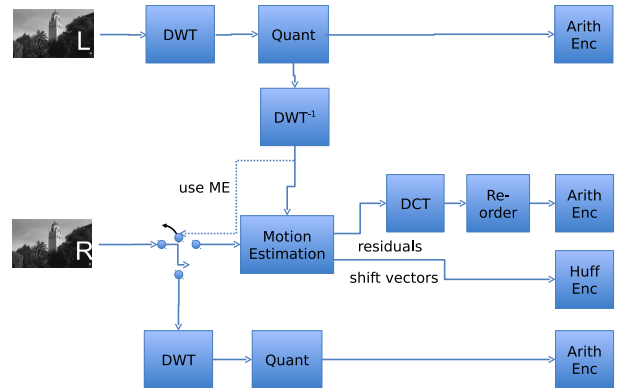 L
DWT
Quant
Arith
Enc
DWT-1
use ME
R
Motion
Estimation
DCT
Re-
order
Arith
Enc
residuals
shift vectors
Huff
Enc
DWT
Quant
Arith
Enc